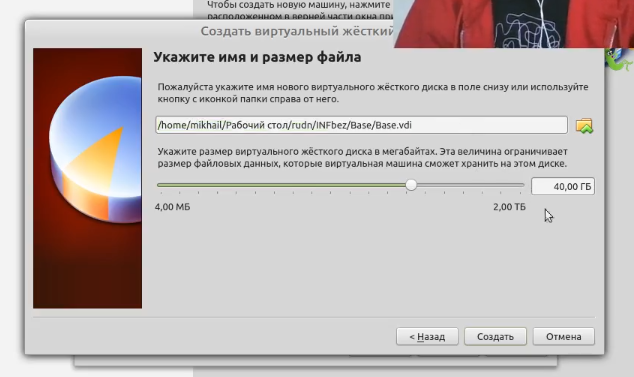 Чтобы создать новую машину, нажмите
расположенном в верней части окна при
Создать виртуальный жёсткий
Укажите имя и размер файла
Пожалуйста укажите имя нового виртуального жёсткого диска в поле снизу или используйте
кнопку с иконкой папки справа от него.
/home/mikhail/Рабочий стол/rudn/INFbez/Base/Base.vdi
Укажите размер виртуального жёсткого диска в мегабайтах. Эта величина ограничивает
размер файловых данных, которые виртуальная машина сможет хранить на этом диске.
40,00 ГБ
4,00 МБ
2,00 ТБ
< Назад
Создать
Отмена